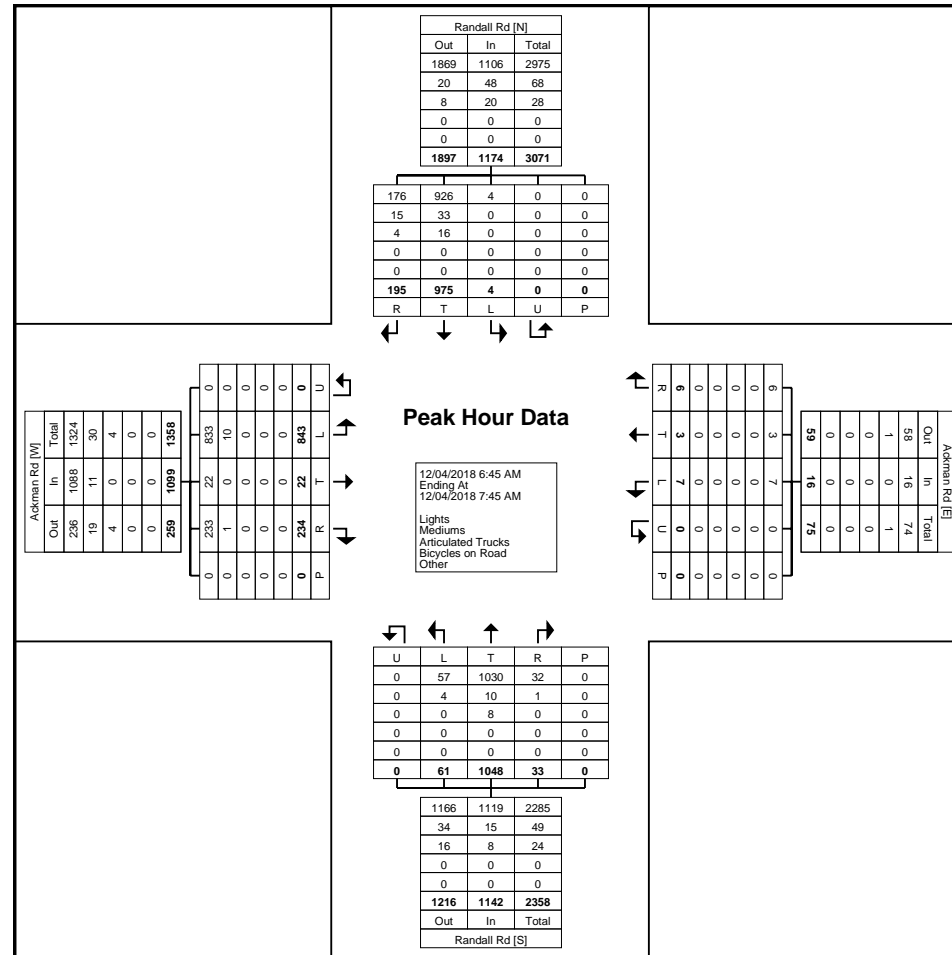 Randall Rd [N]
Out In Total
1869 1106 2975
20 48 68
8 20 28
0 0 0
0 0 0
1897 1174 3071
176 926 4 0 0
15 33 0 0 0
4 16 0 0 0
0 0 0 0 0
0 0 0 0 0
195 975 4 0 0
R T L U P
Ackman Rd [W]
Out In Total
236 1088 1324
19 11 30
4 0 4
0 0 0
0 0 0
259 1099 1358
0 233 22 833 0
0 1 0 10 0
0 0 0 0 0
0 0 0 0 0
0 0 0 0 0
0 234 22 843 0
P R T L U
Peak Hour Data
12/04/2018 6:45 AM
Ending At
12/04/2018 7:45 AM
Lights
Mediums
Articulated Trucks
Bicycles on Road
Other
Ackman Rd [E]
Out In Total
58 16 74
0 0 0
1 0 1
0 0 0
0 0 0
59 16 75
6 3 7 0 0
0 0 0 0 0
0 0 0 0 0
0 0 0 0 0
0 0 0 0 0
6 3 7 0 0
R T L U P
U L T R P
0 57 1030 32 0
0 4 10 1 0
0 0 8 0 0
0 0 0 0 0
0 0 0 0 0
0 61 1048 33 0
1166 1119 2285
34 15 49
16 8 24
0 0 0
0 0 0
1216 1142 2358
Out In Total
Randall Rd [S]